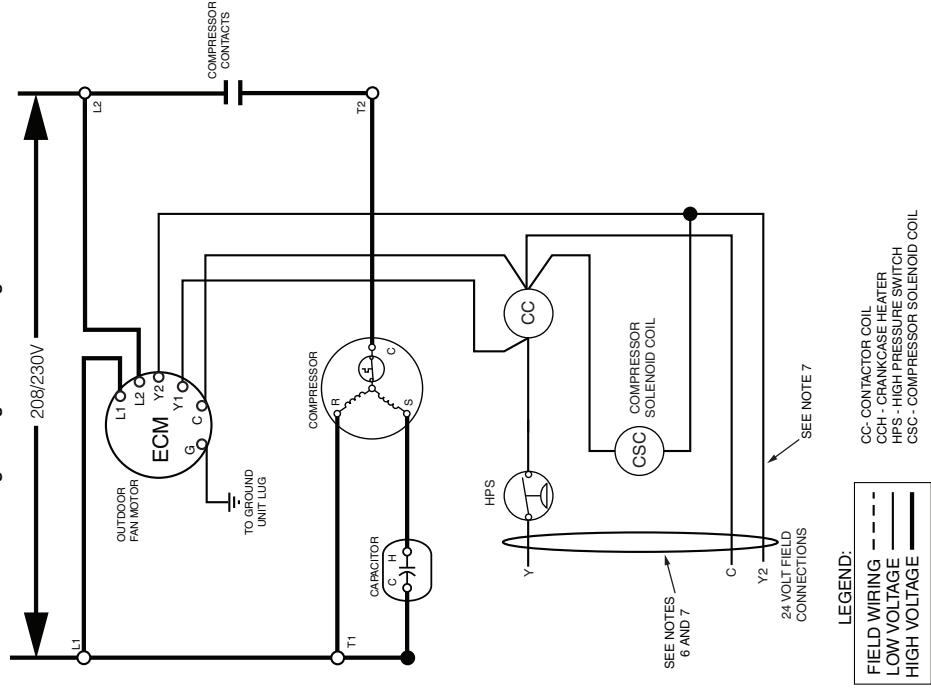 208/230V
COMPRESSOR
CONTACTS
L1
L2
T1
T2
OUTDOOR
FAN MOTOR
ECM
L1
L2
Y2
Y1
C
G
TO GROUND
UNIT LUG
COMPRESSOR
R
S
C
CAPACITOR
C
H
CC
HPS
COMPRESSOR
SOLENOID COIL
CSC
Y
C
Y2
24 VOLT FIELD
CONNECTIONS
SEE NOTES
6 AND 7
SEE NOTE 7
LEGEND:
FIELD WIRING
LOW VOLTAGE
HIGH VOLTAGE
CC- CONTACTOR COIL
CCH - CRANKCASE HEATER
HPS - HIGH PRESSURE SWITCH
CSC - COMPRESSOR SOLENOID COIL